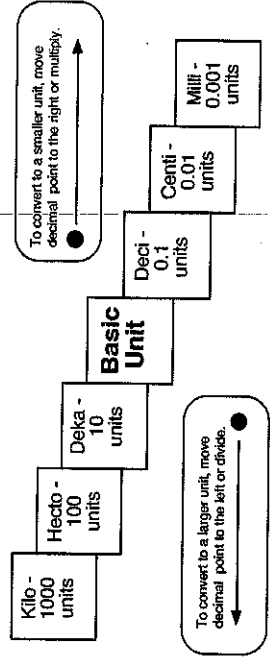 To convert to a smaller unit, move
decimal point to the right or multiply.
Kilo -
1000
units
Hecto -
100
units
Deka -
10
units
Basic
Unit
Deci -
0.1
units
Centi -
0.01
units
Milli -
0.001
units
To convert to a larger unit, move
decimal point to the left or divide.